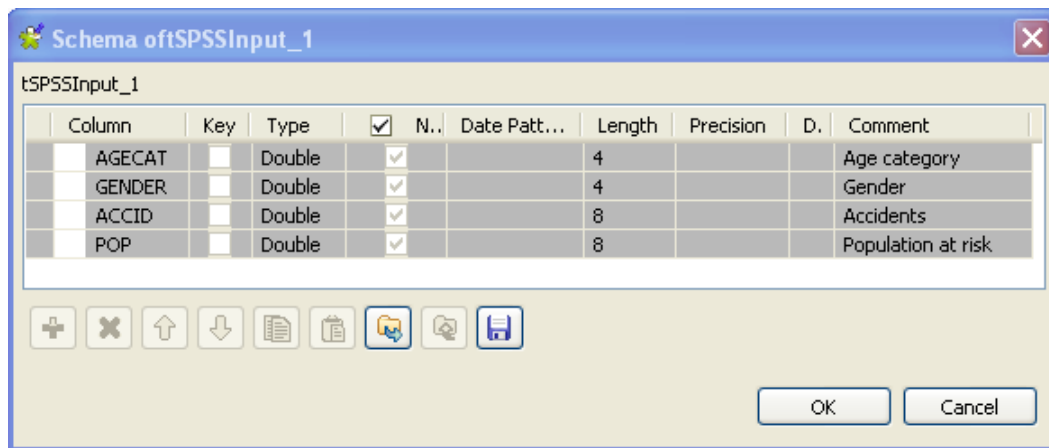 Schema oftSPSSInput_1
tSPSSInput_1
Column Key Type N.. Date Patt... Length Precision D. Comment
AGECAT Double 4 Age category
GENDER Double 4 Gender
ACCID Double 8 Accidents
POP Double 8 Population at risk
OK Cancel